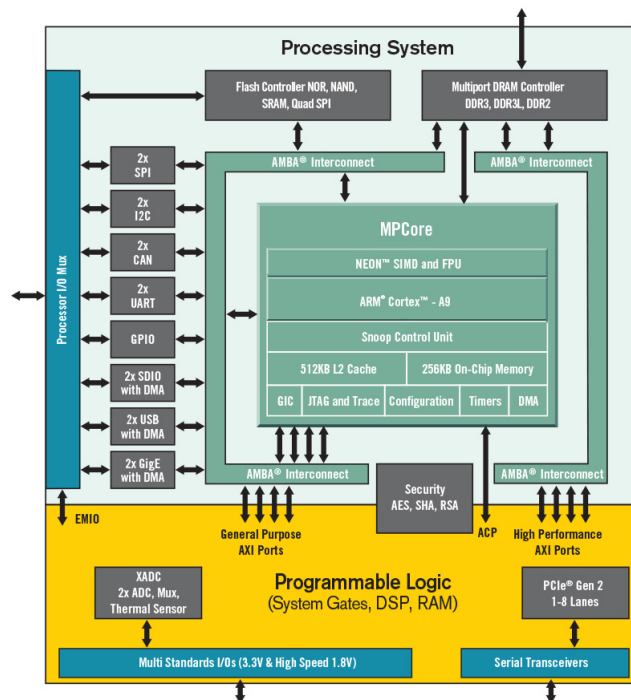 Processing System
Flash Controller NOR, NAND,
SRAM, Quad SPI
Multiport DRAM Controller
DDR3, DDR3L, DDR2
AMBA® Interconnect
AMBA® Interconnect
Processor I/O Mux
2x
SPI
2x
I2C
2x
CAN
2x
UART
GPIO
2x SDIO
with DMA
2x USB
with DMA
2x GigE
with DMA
MPCore
NEON™ SIMD and FPU
ARM® Cortex™ - A9
Snoop Control Unit
512KB L2 Cache
256KB On-Chip Memory
GIC
JTAG and Trace
Configuration
Timers
DMA
AMBA® Interconnect
AMBA® Interconnect
Security
AES, SHA, RSA
EMIO
General Purpose
AXI Ports
ACP
High Performance
AXI Ports
XADC
2x ADC, Mux,
Thermal Sensor
Programmable Logic
(System Gates, DSP, RAM)
PCIe® Gen 2
1-8 Lanes
Multi Standards I/Os (3.3V & High Speed 1.8V)
Serial Transceivers